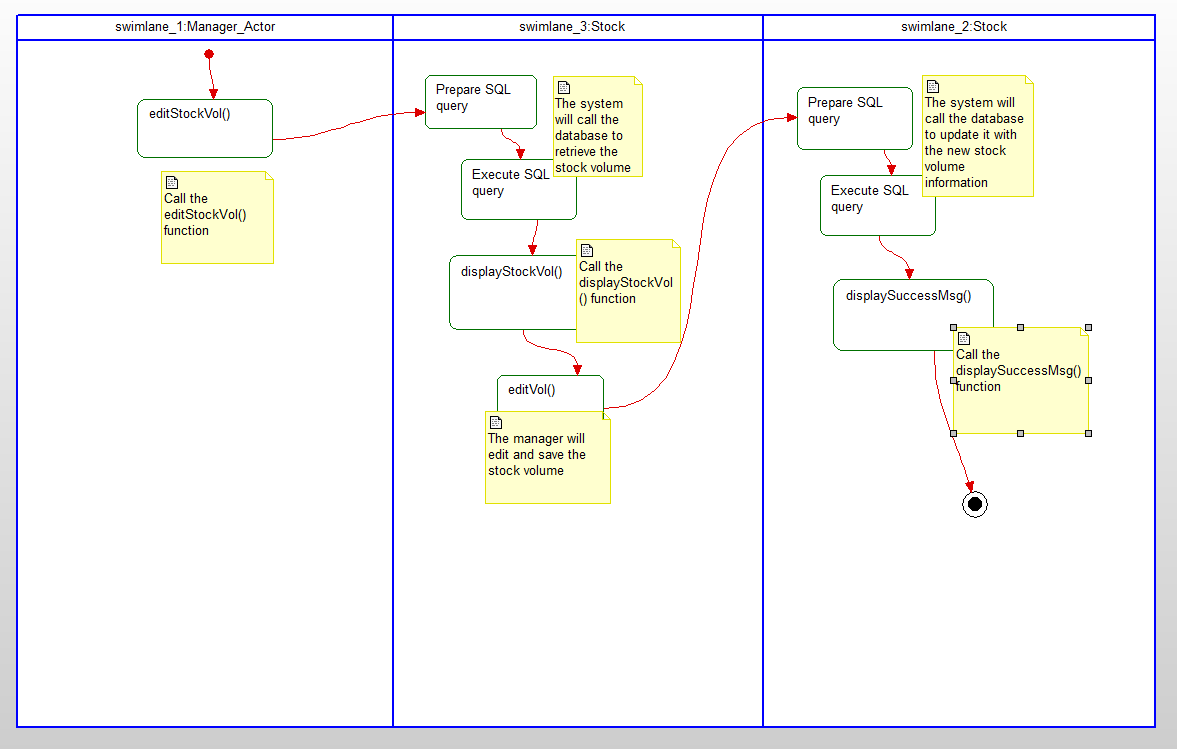 swimlane_1:Manager_Actor
editStockVol()
Call the
editStockVol()
function
swimlane_3:Stock
Prepare SQL
query
The system
will call the
database to
retrieve the
stock volume
Execute SQL
query
displayStockVol()
Call the
displayStockVol
() function
editVol()
The manager will
edit and save the
stock volume
swimlane_2:Stock
Prepare SQL
query
The system will
call the database
to update it with
the new stock
volume
information
Execute SQL
query
displaySuccessMsg()
Call the
displaySuccessMsg()
function